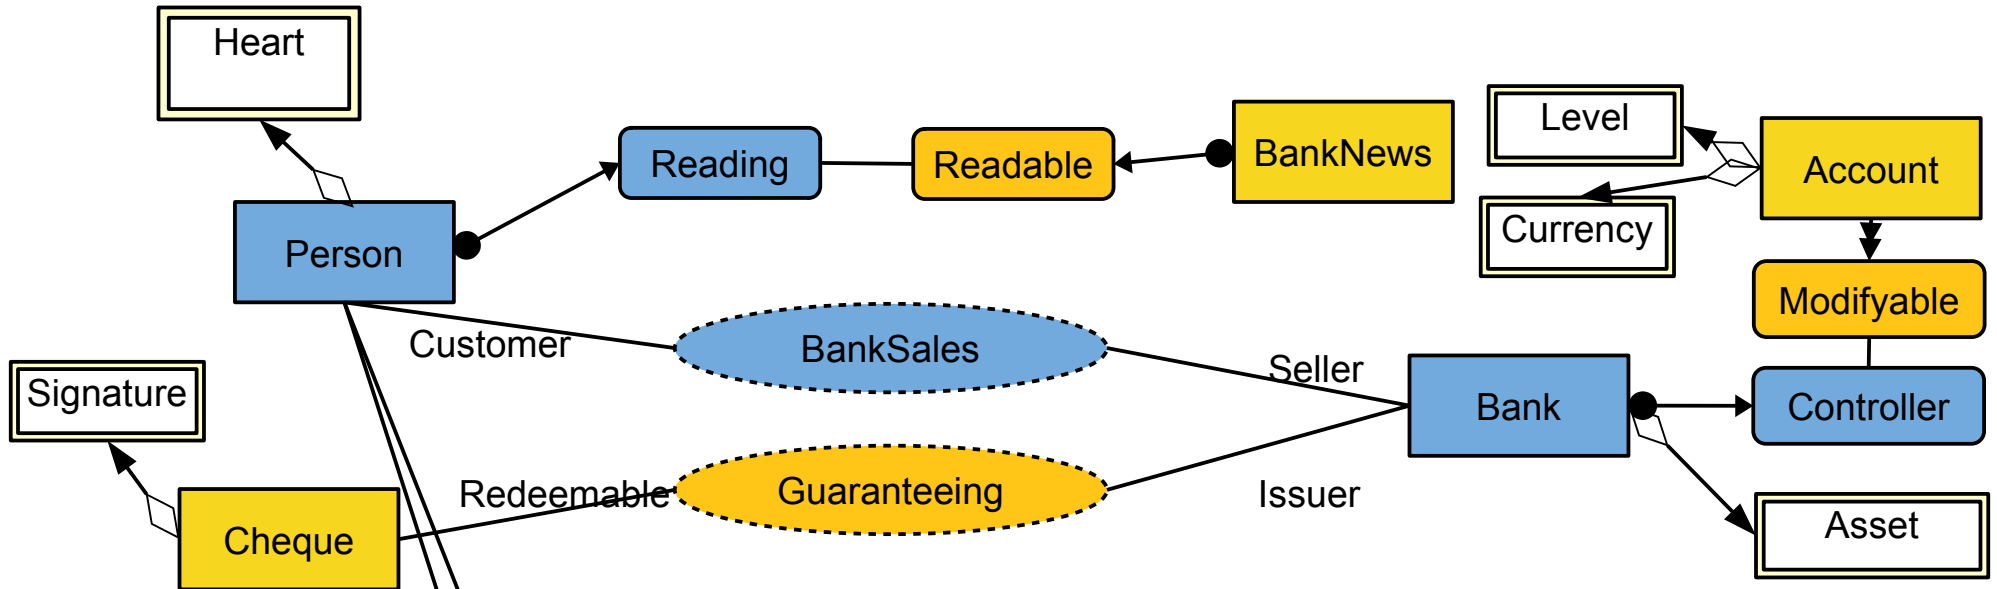 Heart
Level
Reading
Readable
BankNews
Account
Currency
Person
Modifyable
Customer
BankSales
Seller
Signature
Bank
Controller
Redeemable
Guaranteeing
Issuer
Cheque
Asset